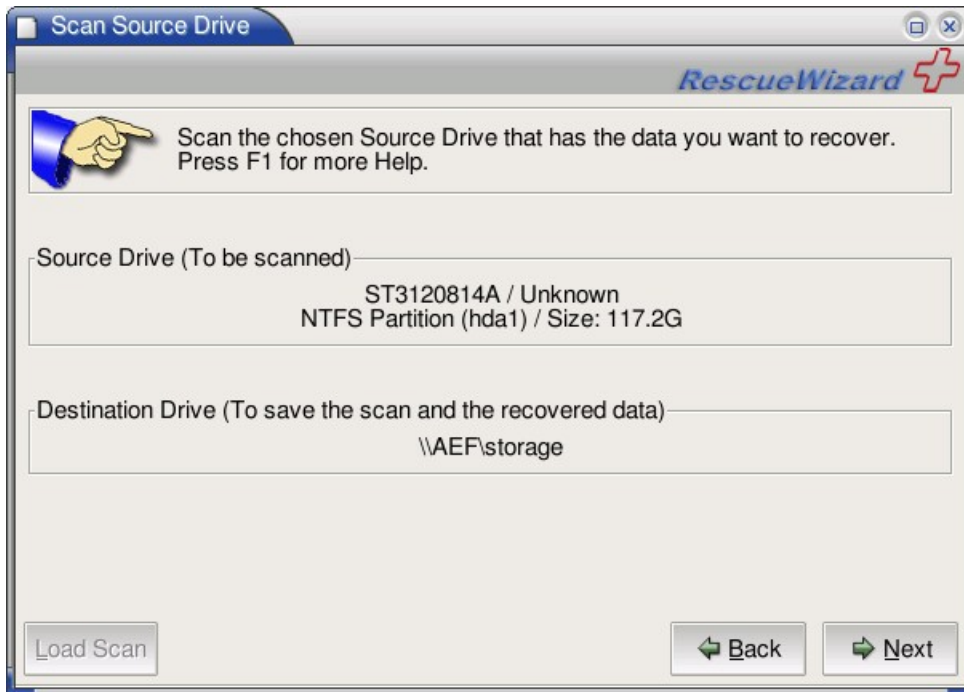 Scan Source Drive
RescueWizard
Scan the chosen Source Drive that has the data you want to recover.
Press F1 for more Help.
Source Drive (To be scanned)
ST3120814A / Unknown
NTFS Partition (hda1) / Size: 117.2G
Destination Drive (To save the scan and the recovered data)
\\AEF\storage
Load Scan
Back
Next